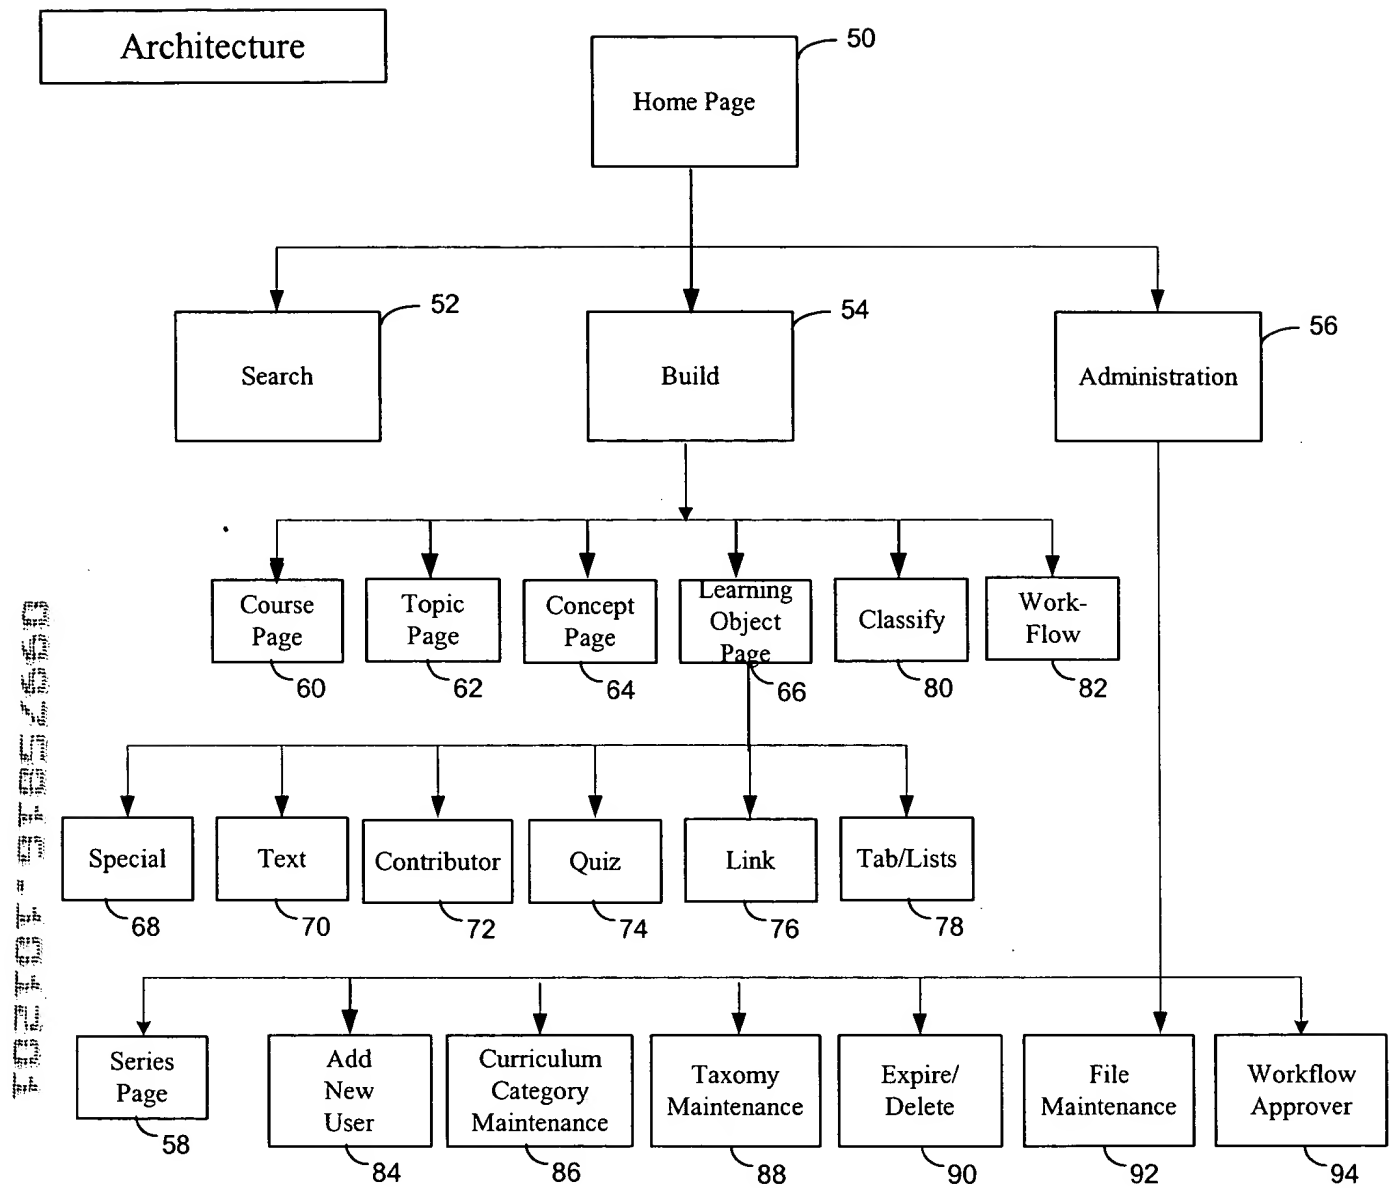 Architecture
50
Home Page
52
54
56
Search
Build
Administration
Course
Page
Topic
Page
Concept
Page
Learning
Object
Page
Classify
Work-
Flow
60
62
64
66
80
82
Special
Text
Contributor
Quiz
Link
Tab/Lists
68
70
72
74
76
78
Series
Page
Add
New
User
Curriculum
Category
Maintenance
Taxomy
Maintenance
Expire/
Delete
File
Maintenance
Workflow
Approver
58
84
86
88
90
92
94